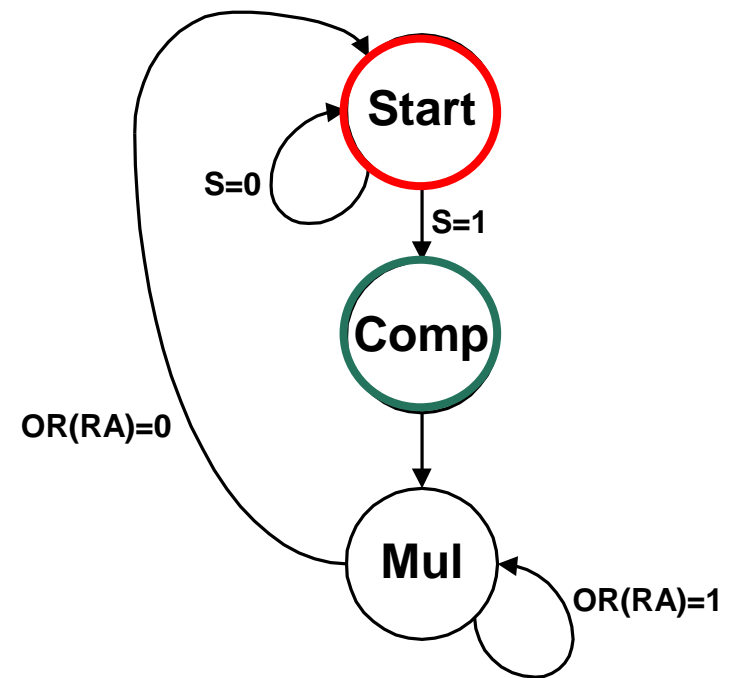 Start
S=0
S=1
Comp
OR(RA)=0
Mul
OR(RA)=1